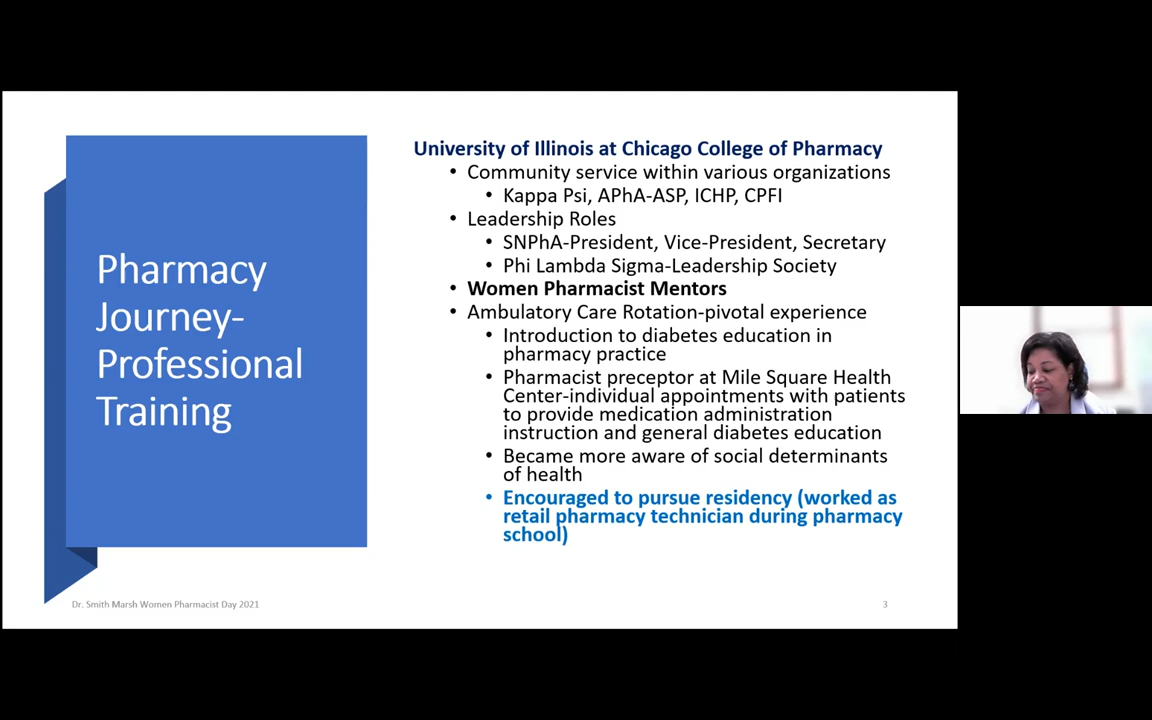 Pharmacy
Journey-
Professional
Training
University of Illinois at Chicago College of Pharmacy
• Community service within various organizations
• Kappa Psi, APhA-ASP, ICHP, CPFI
• Leadership Roles
• SNPhA-President, Vice-President, Secretary
• Phi Lambda Sigma-Leadership Society
• Women Pharmacist Mentors
• Ambulatory Care Rotation-pivotal experience
• Introduction to diabetes education in
pharmacy practice
• Pharmacist preceptor at Mile Square Health
Center-individual appointments with patients
to provide medication administration
instruction and general diabetes education
• Became more aware of social determinants
of health
• Encouraged to pursue residency (worked as
retail pharmacy technician during pharmacy
school)
Dr. Smith Marsh Women Pharmacist Day 2021
3